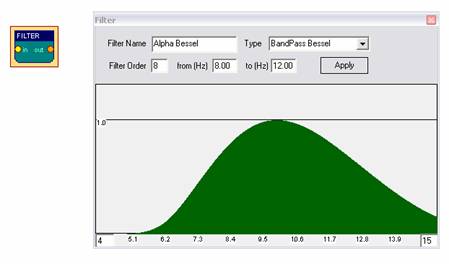 Filter
FILTER
in out
Filter Name Alpha Bessel Type BandPass Bessel
Filter Order 8 from (Hz) 8.00 to (Hz) 12.00 Apply
1.0
4 5.1 6.2 7.3 8.4 9.5 10.6 11.7 12.8 13.9 15